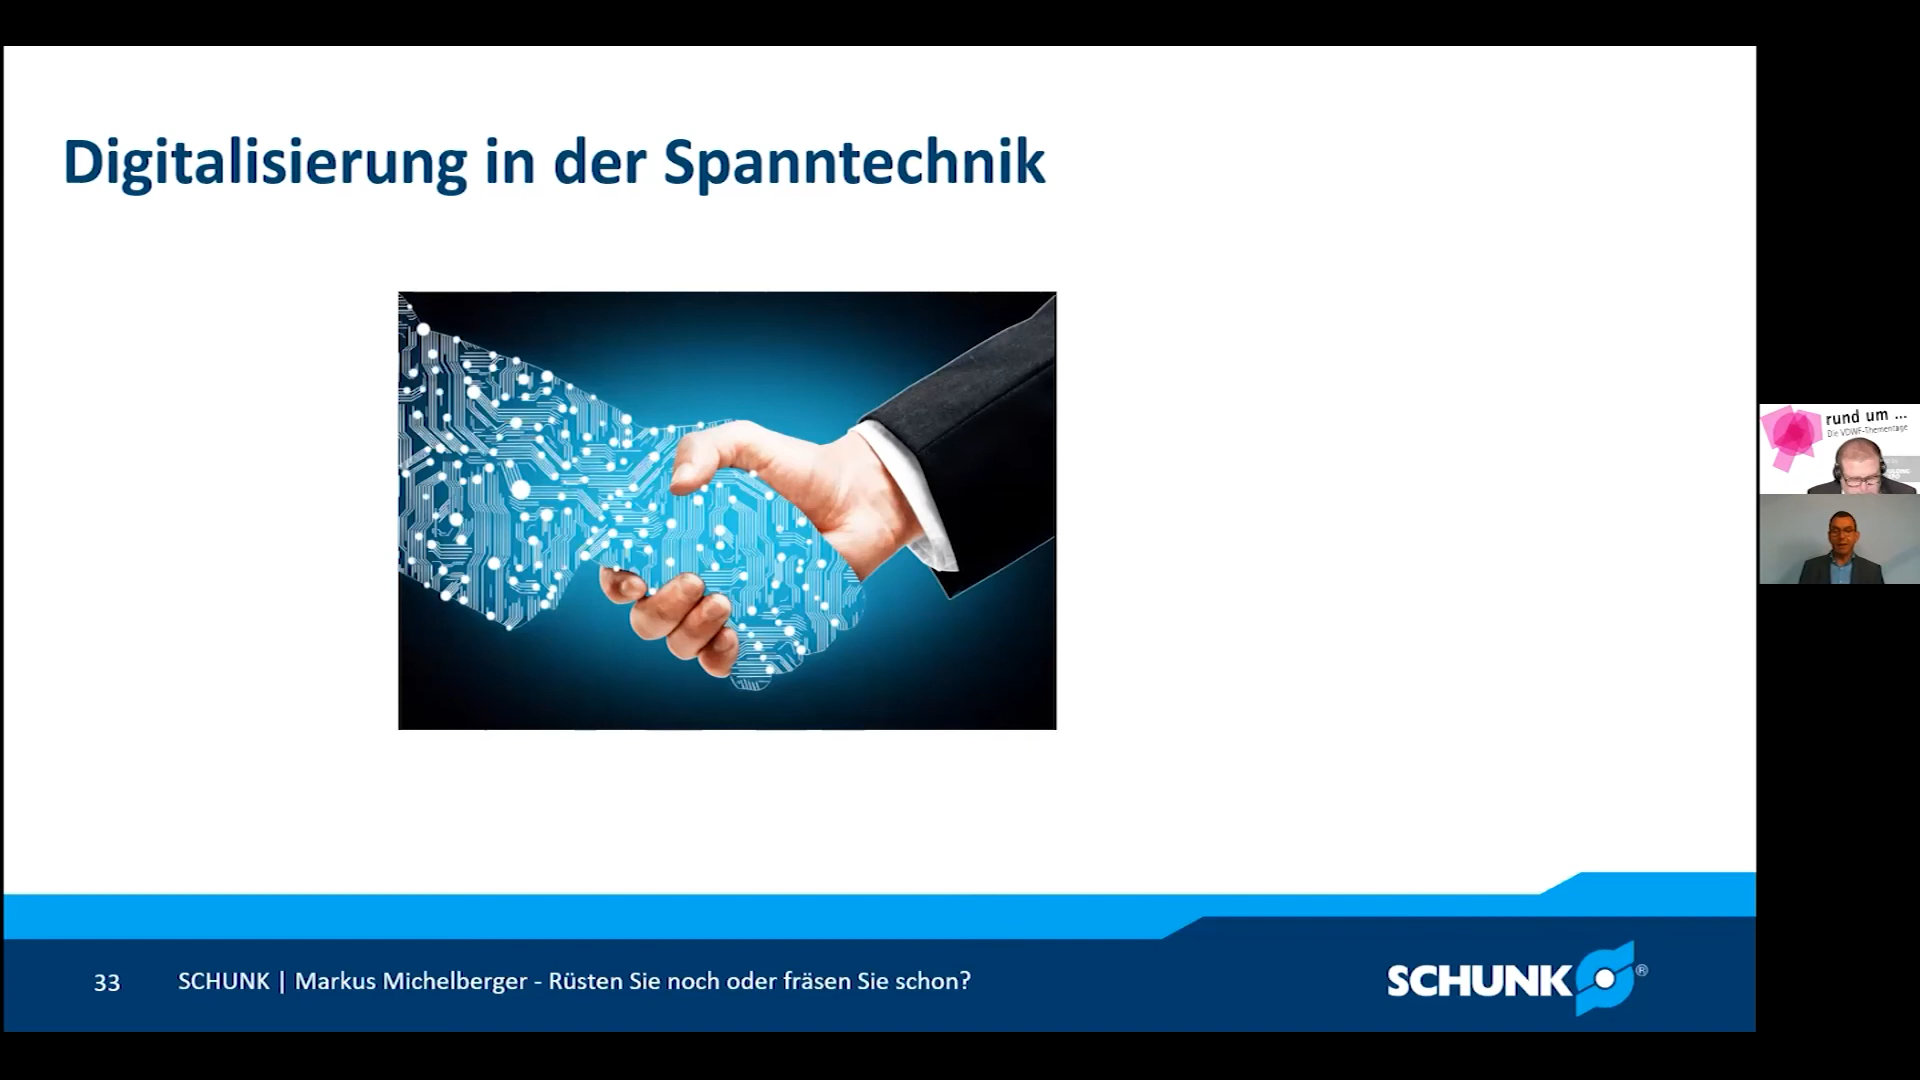 Digitalisierung in der Spanntechnik
rund um ...
Die VDWF-Thementage
33
SCHUNK | Markus Michelberger - Rüsten Sie noch oder fräsen Sie schon?
SCHUNK ®